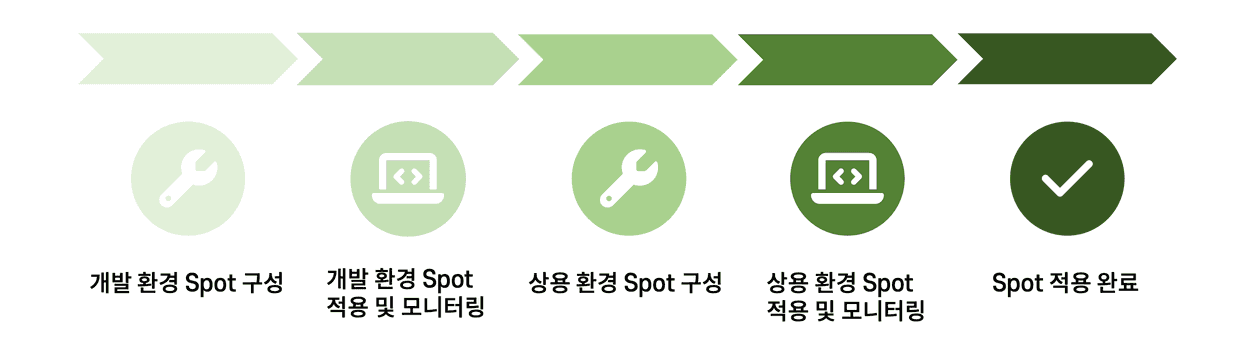 개발 환경 Spot 구성
개발 환경 Spot
적용 및 모니터링
상용 환경 Spot 구성
상용 환경 Spot
적용 및 모니터링
Spot 적용 완료